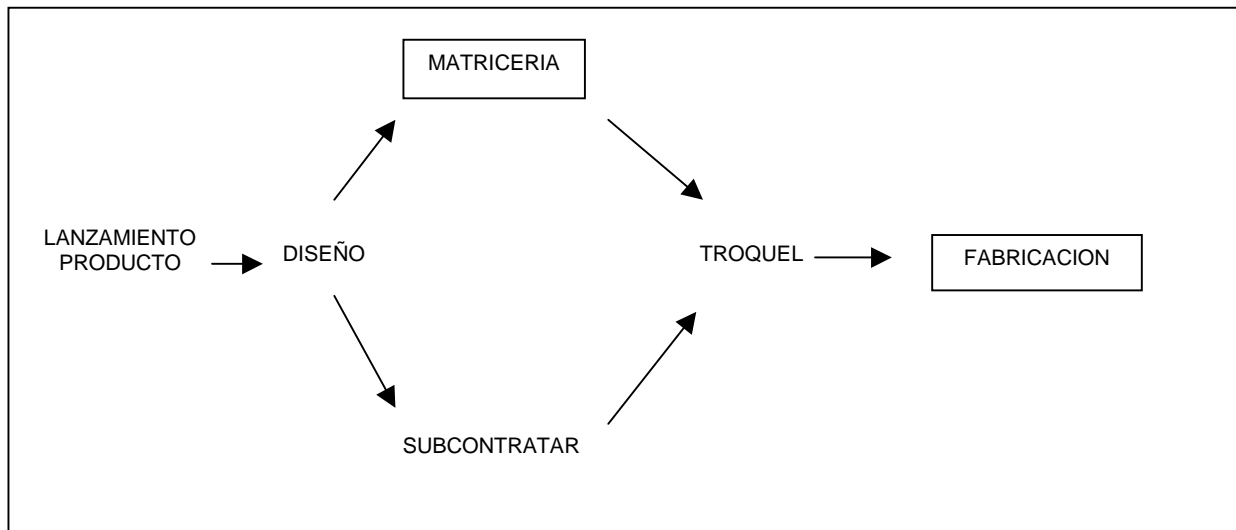 MATRICERIA
LANZAMIENTO
PRODUCTO
DISEÑO
TROQUEL
FABRICACION
SUBCONTRATAR